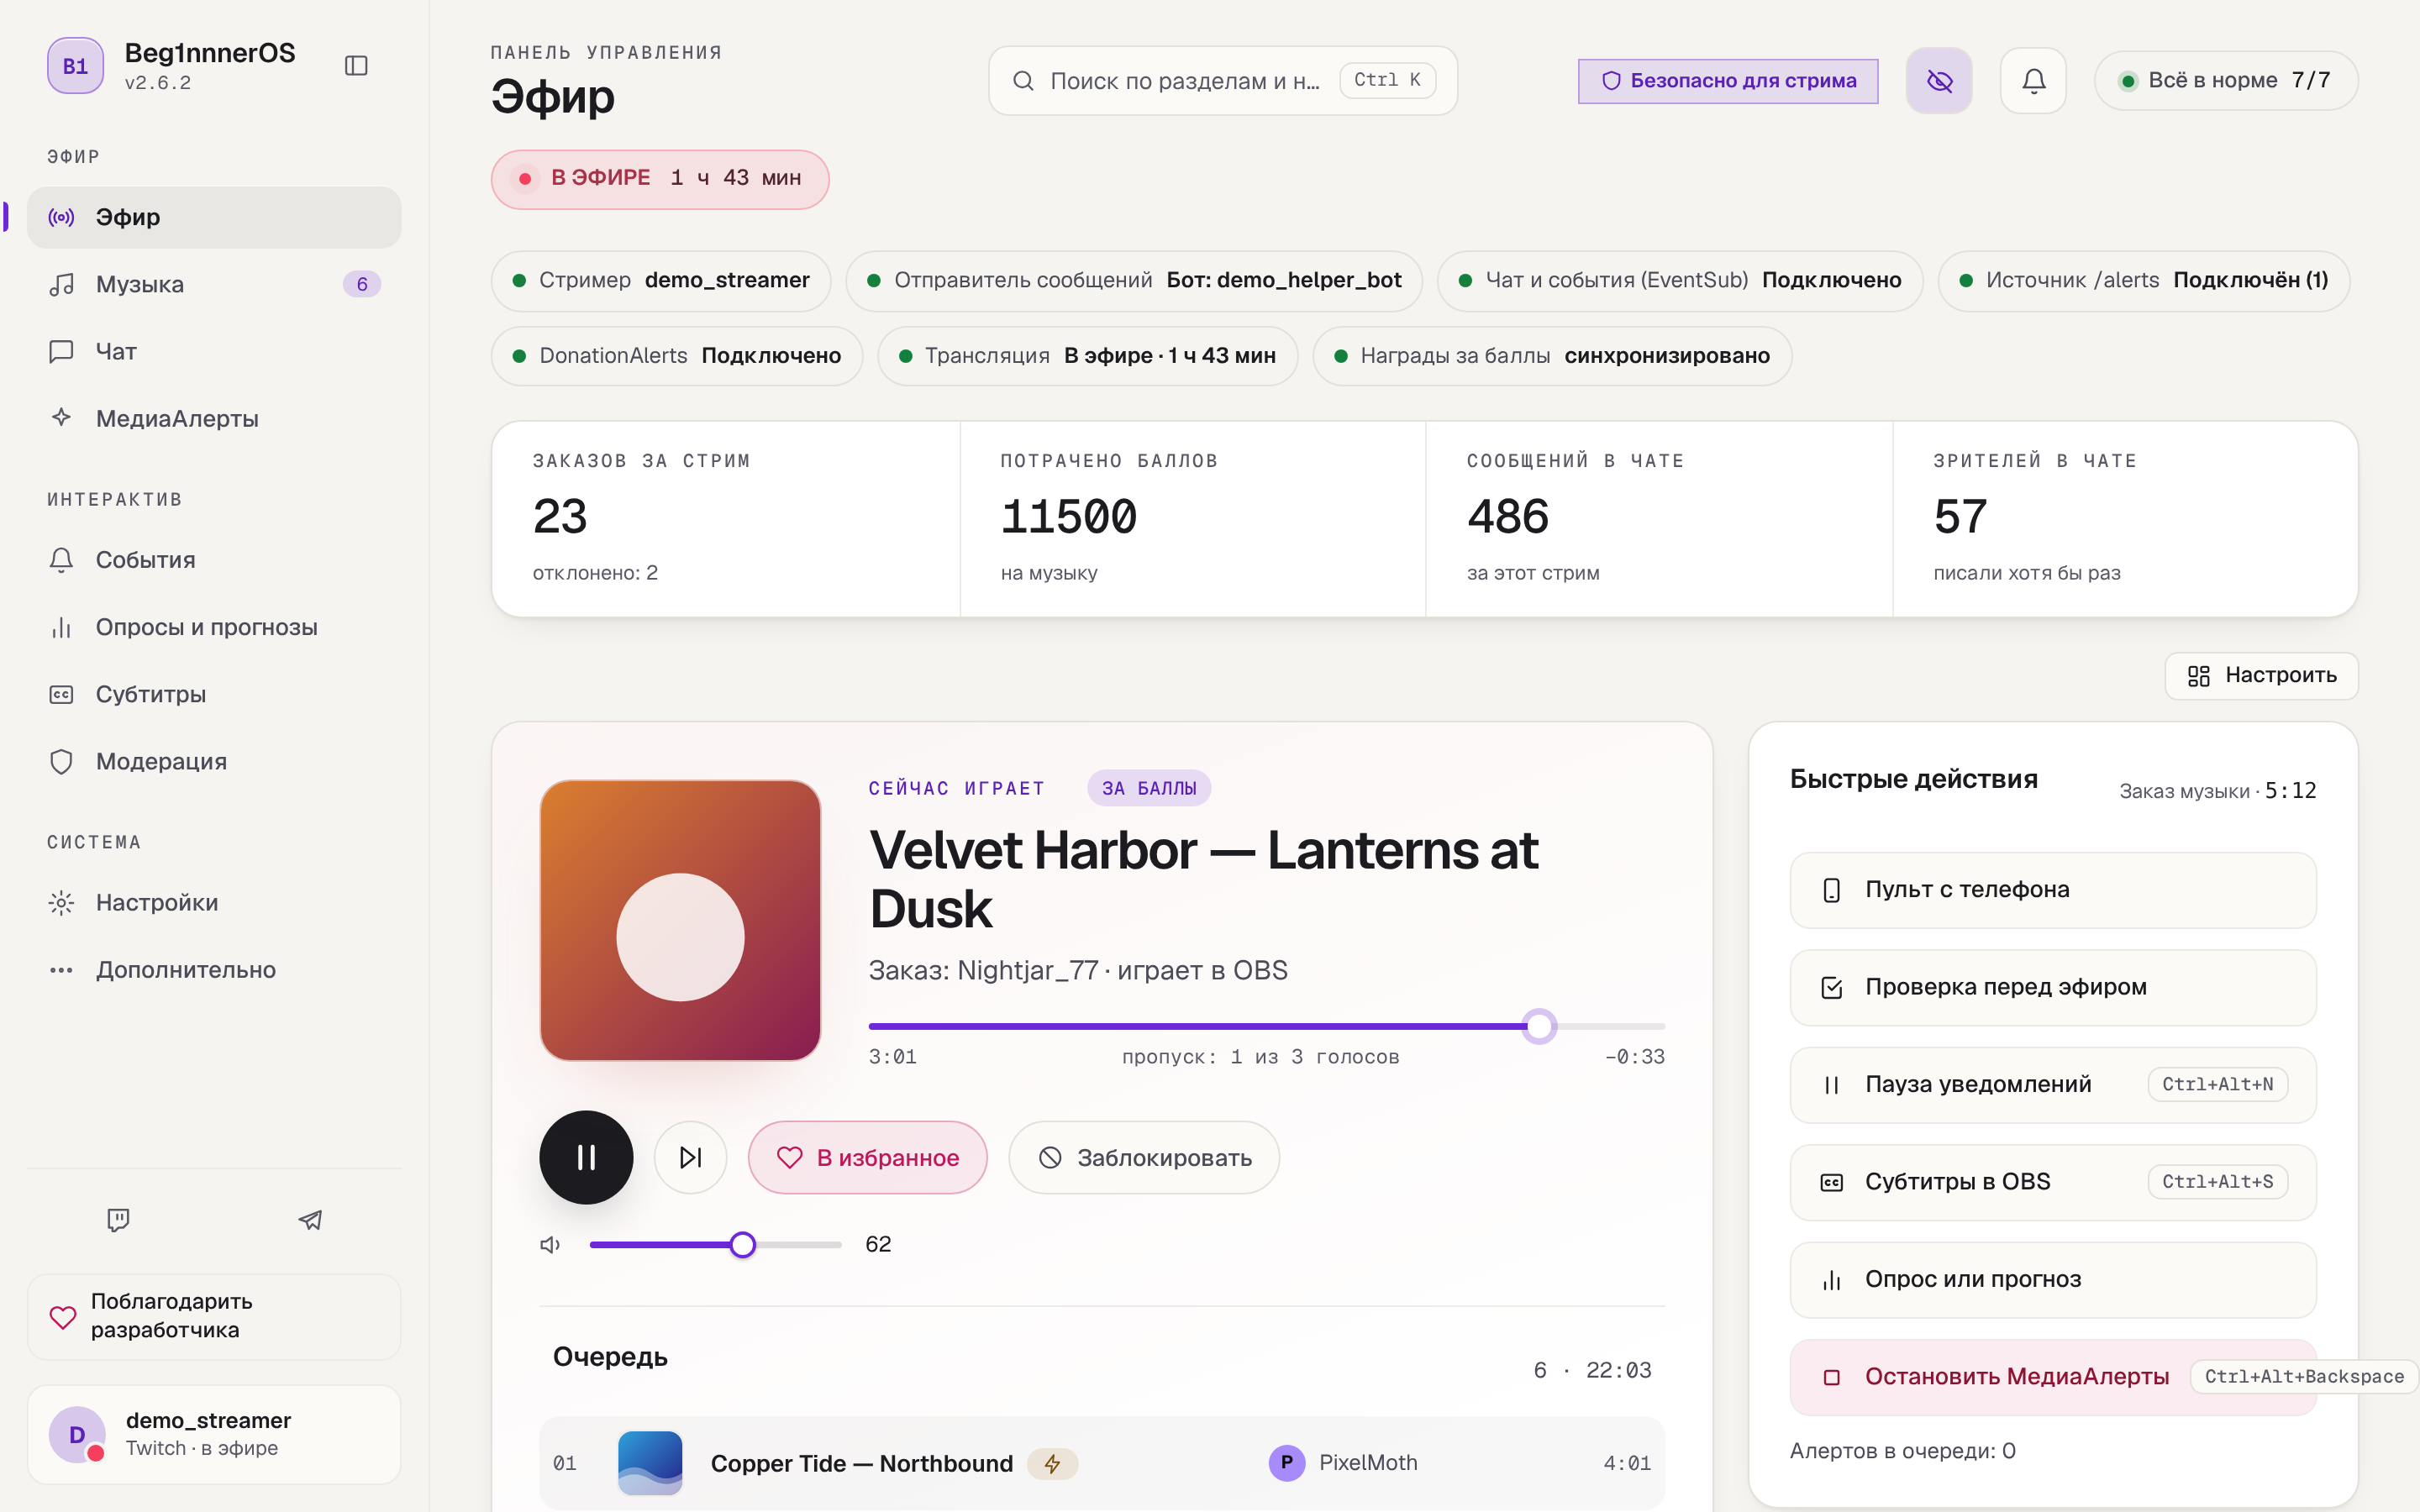 B1
Beg1nnnerOS
v2.6.2
ЭФИР
Эфир
Музыка 6
Чат
МедиаАлерты
ИНТЕРАКТИВ
События
Опросы и прогнозы
Субтитры
Модерация
СИСТЕМА
Настройки
Дополнительно
Поблагодарить
разработчика
D
demo_streamer
Twitch · в эфире
ПАНЕЛЬ УПРАВЛЕНИЯ
Эфир
Поиск по разделам и н... Ctrl K
Безопасно для стрима
Всё в норме 7/7
В ЭФИРЕ 1 ч 43 мин
Стример demo_streamer
Отправитель сообщений Бот: demo_helper_bot
Чат и события (EventSub) Подключено
Источник /alerts Подключён (1)
DonationAlerts Подключено
Трансляция В эфире · 1 ч 43 мин
Награды за баллы синхронизировано
ЗАКАЗОВ ЗА СТРИМ
23
отклонено: 2
ПОТРАЧЕНО БАЛЛОВ
11500
на музыку
СООБЩЕНИЙ В ЧАТЕ
486
за этот стрим
ЗРИТЕЛЕЙ В ЧАТЕ
57
писали хотя бы раз
Настроить
СЕЙЧАС ИГРАЕТ ЗА БАЛЛЫ
Velvet Harbor — Lanterns at
Dusk
Заказ: Nightjar_77 · играет в OBS
3:01 пропуск: 1 из 3 голосов −0:33
В избранное
Заблокировать
62
Очередь
6 · 22:03
01 Copper Tide — Northbound P PixelMoth 4:01
Быстрые действия
Заказ музыки · 5:12
Пульт с телефона
Проверка перед эфиром
Пауза уведомлений Ctrl+Alt+N
Субтитры в OBS Ctrl+Alt+S
Опрос или прогноз
Остановить МедиаАлерты Ctrl+Alt+Backspace
Алертов в очереди: 0